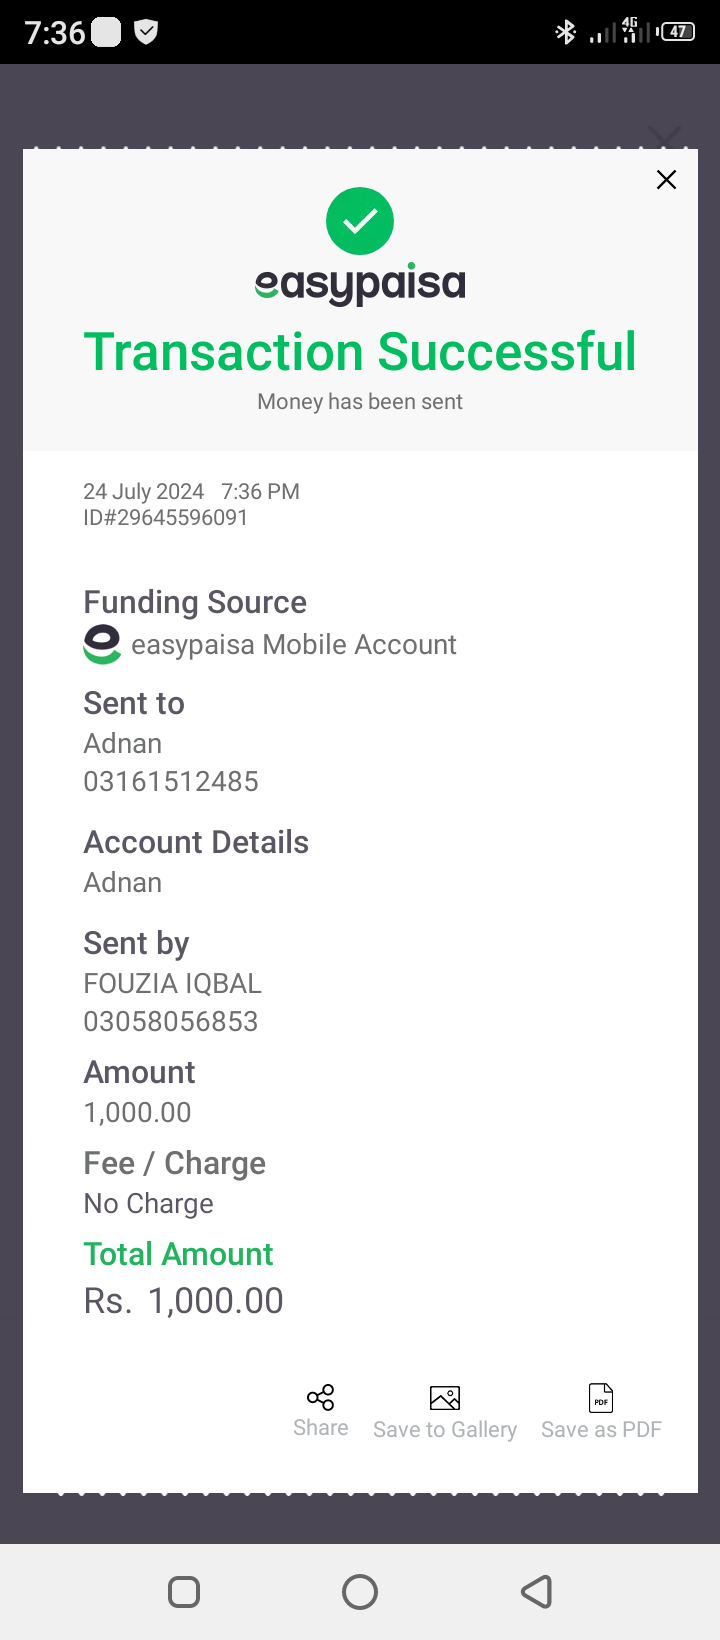 7:36
4G
47
easypaisa
Transaction Successful
Money has been sent
24 July 2024 7:36 PM
ID#29645596091
Funding Source
easypaisa Mobile Account
Sent to
Adnan
03161512485
Account Details
Adnan
Sent by
FOUZIA IQBAL
03058056853
Amount
1,000.00
Fee / Charge
No Charge
Total Amount
Rs. 1,000.00
PDF
Share Save to Gallery Save as PDF